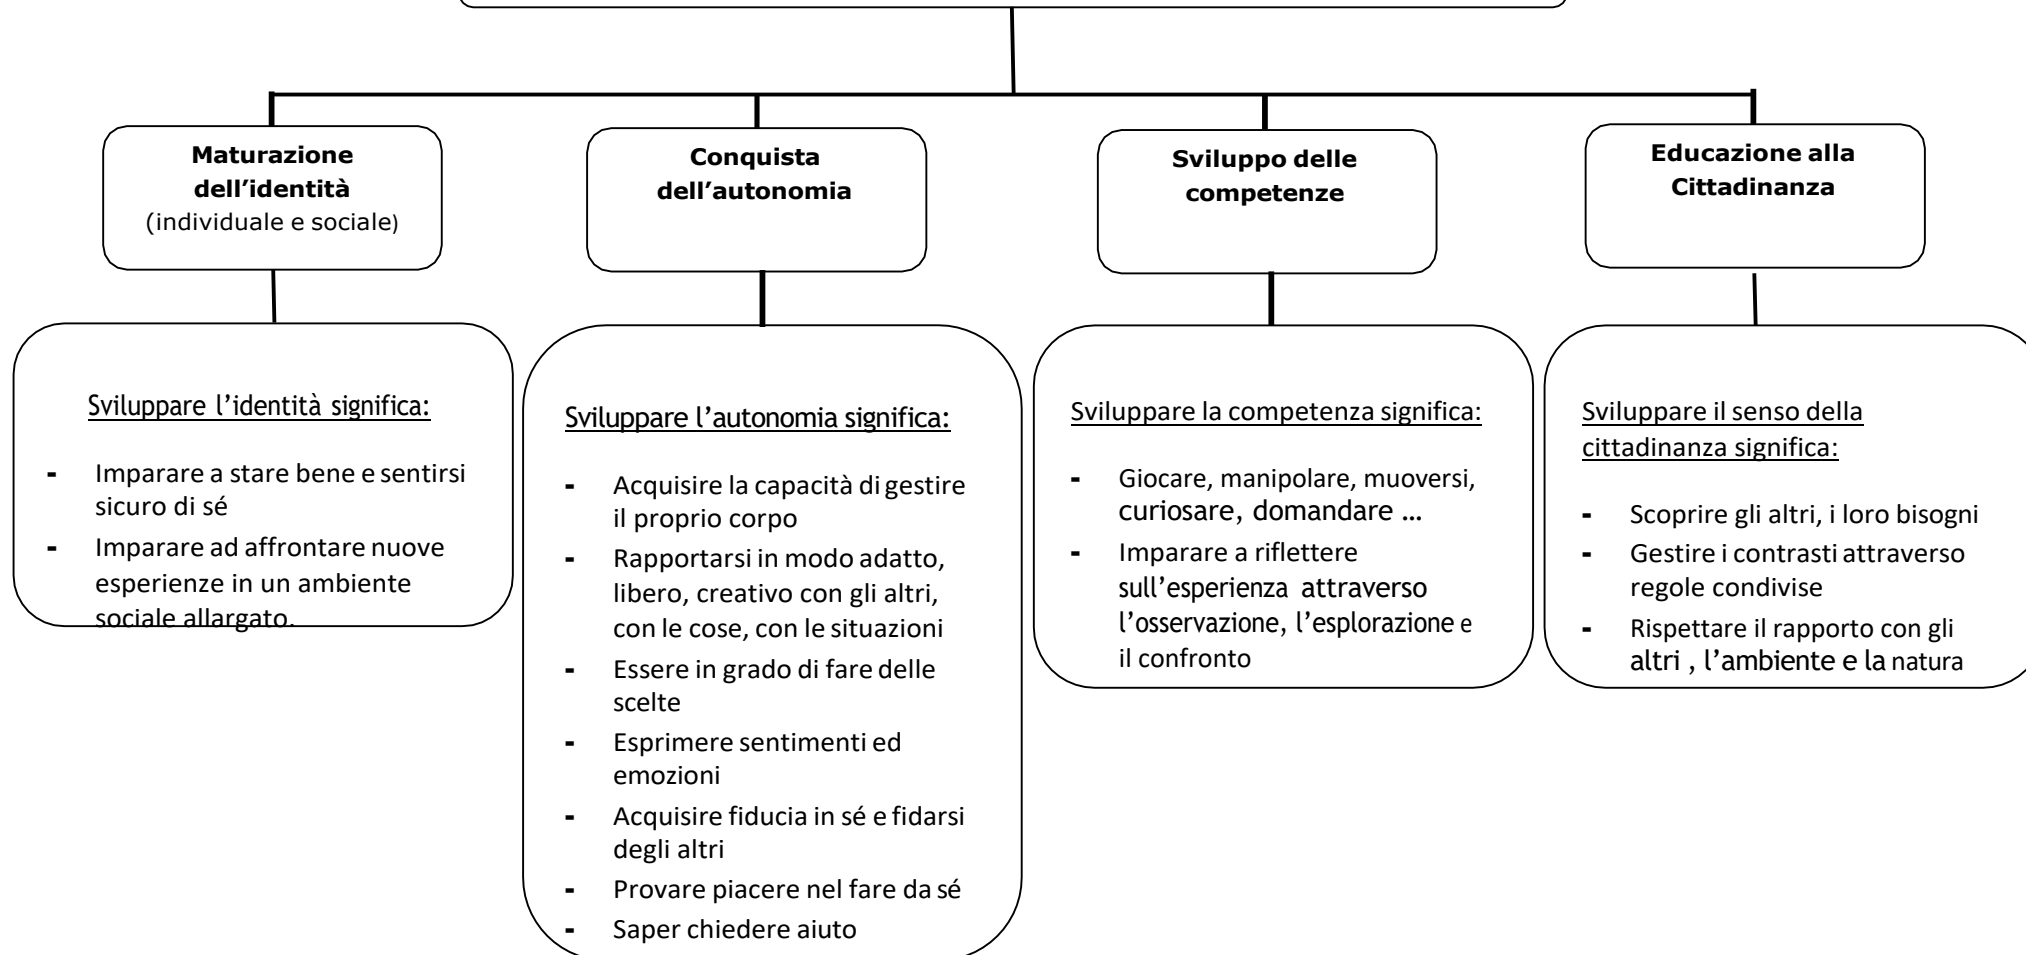 Maturazione
dell’identità
(individuale e sociale)
Conquista
dell’autonomia
Sviluppo delle
competenze
Educazione alla
Cittadinanza
Sviluppare l’identità significa:
- Imparare a stare bene e sentirsi
sicuro di sé
- Imparare ad affrontare nuove
esperienze in un ambiente
sociale allargato.
Sviluppare l’autonomia significa:
- Acquisire la capacità di gestire
il proprio corpo
- Rapportarsi in modo adatto,
libero, creativo con gli altri,
con le cose, con le situazioni
- Essere in grado di fare delle
scelte
- Esprimere sentimenti ed
emozioni
- Acquisire fiducia in sé e fidarsi
degli altri
- Provare piacere nel fare da sé
- Saper chiedere aiuto
Sviluppare la competenza significa:
- Giocare, manipolare, muoversi,
curiosare, domandare …
- Imparare a riflettere
sull’esperienza attraverso
l’osservazione, l’esplorazione e
il confronto
Sviluppare il senso della
cittadinanza significa:
- Scoprire gli altri, i loro bisogni
- Gestire i contrasti attraverso
regole condivise
- Rispettare il rapporto con gli
altri , l’ambiente e la natura